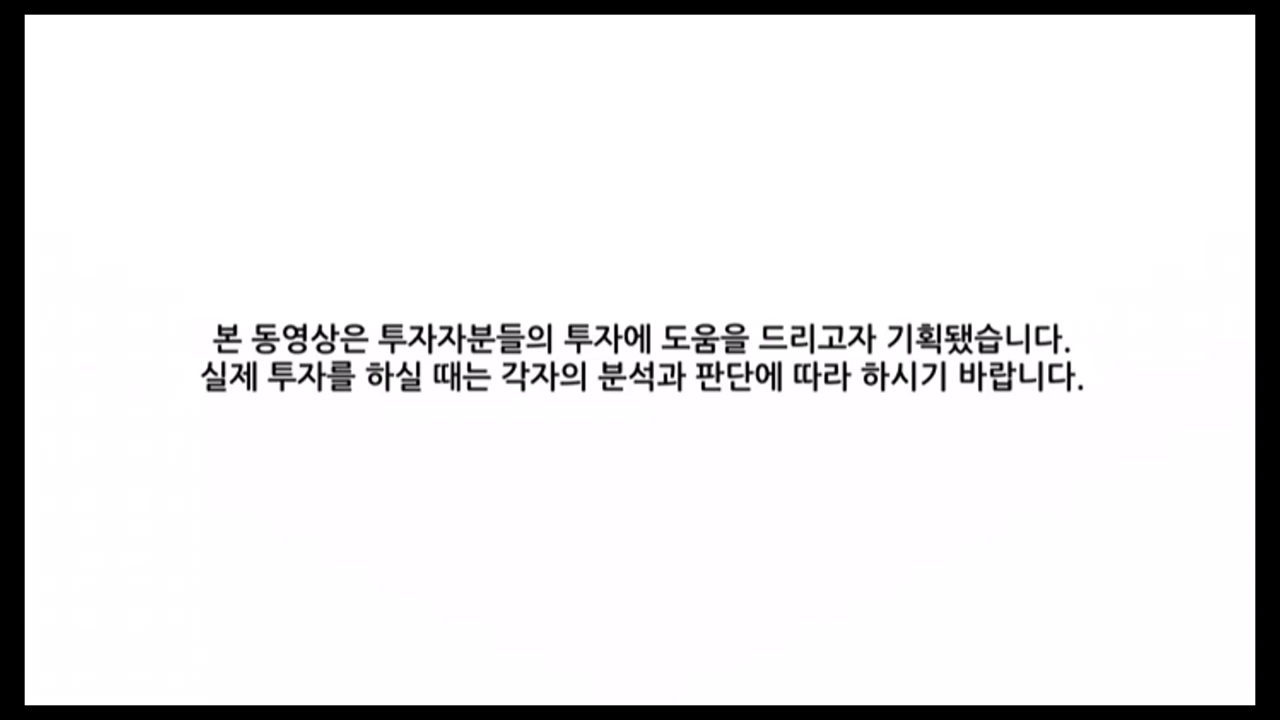 본 동영상은 투자자분들의 투자에 도움을 드리고자 기획됐습니다.
실제 투자를 하실 때는 각자의 분석과 판단에 따라 하시기 바랍니다.